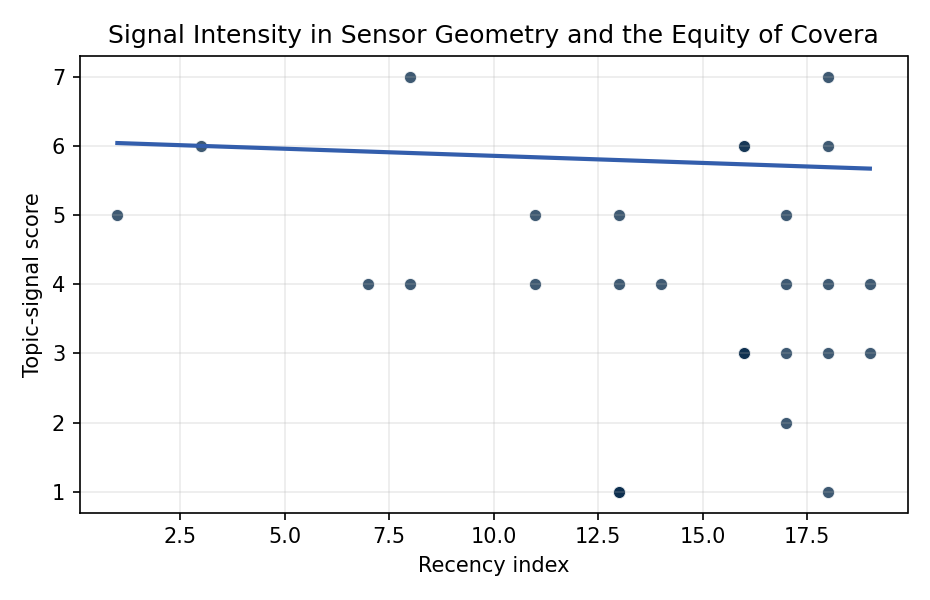 Signal Intensity in Sensor Geometry and the Equity of Covera
7
6
5
4
3
2
1
Topic-signal score
2.5 5.0 7.5 10.0 12.5 15.0 17.5
Recency index